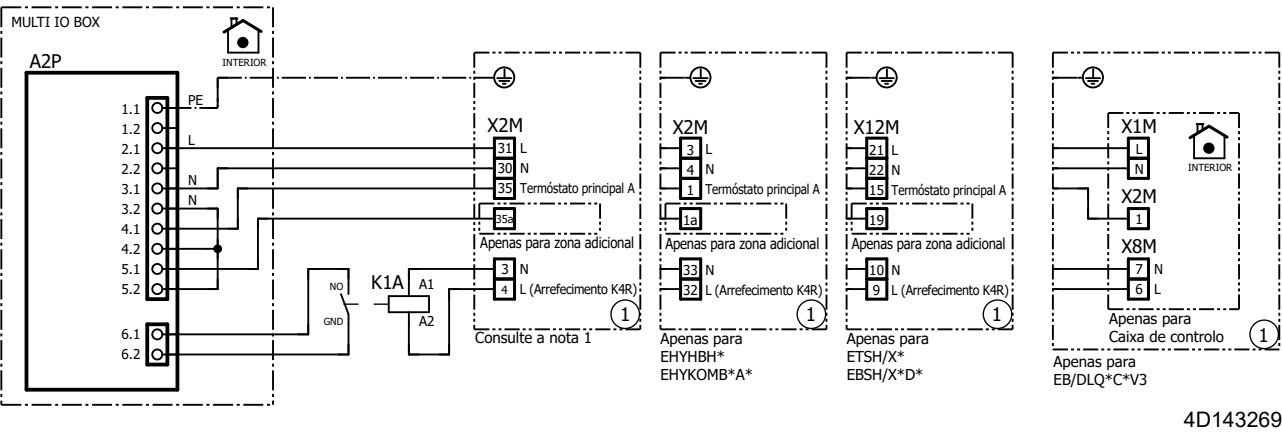 MULTI IO BOX
INTERIOR
A2P
1.1
1.2
2.1
2.2
3.1
3.2
4.1
4.2
5.1
5.2
6.1
6.2
PE
L
N
N
NO
GND
K1A
A1
A2
X2M
31 L
30 N
35 Termóstato principal A
35a
Apenas para zona adicional
3 N
4 L (Arrefecimento K4R)
1
Consulte a nota 1
X2M
3 L
4 N
1 Termóstato principal A
1a
Apenas para zona adicional
33 N
32 L (Arrefecimento K4R)
1
Apenas para
EHYHBH*
EHYKOMB*A*
X12M
21 L
22 N
15 Termóstato principal A
19
Apenas para zona adicional
10 N
9 L (Arrefecimento K4R)
1
Apenas para
ETSH/X*
EBSH/X*D*
X1M
L
N
INTERIOR
X2M
1
X8M
7 N
6 L
Apenas para
Caixa de controlo
1
Apenas para
EB/DLQ*C*V3
4D143269